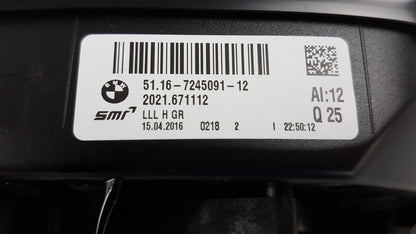 51.16-7245091-12
2021.671112
LLL H GR
15.04.2016 0218 2 I 22:50:12
AI:12
Q 25
BMW
smr